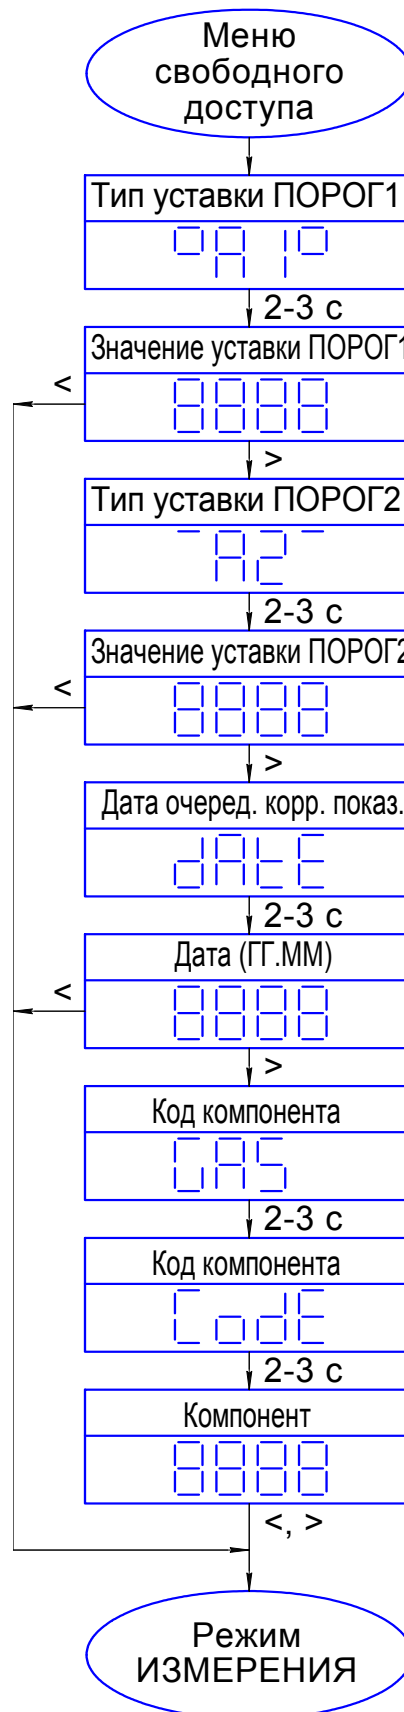 Меню
свободного
доступа
Тип уставки ПОРОГ1
°A1°
2-3 с
Значение уставки ПОРОГ1
<
8888
>
Тип уставки ПОРОГ2
¯A2¯
2-3 с
Значение уставки ПОРОГ2
<
8888
>
Дата очеред. корр. показ.
dAtE
2-3 с
Дата (ГГ.ММ)
<
8888
>
Код компонента
GAS
2-3 с
Код компонента
CodE
2-3 с
Компонент
8888
<, >
Режим
ИЗМЕРЕНИЯ